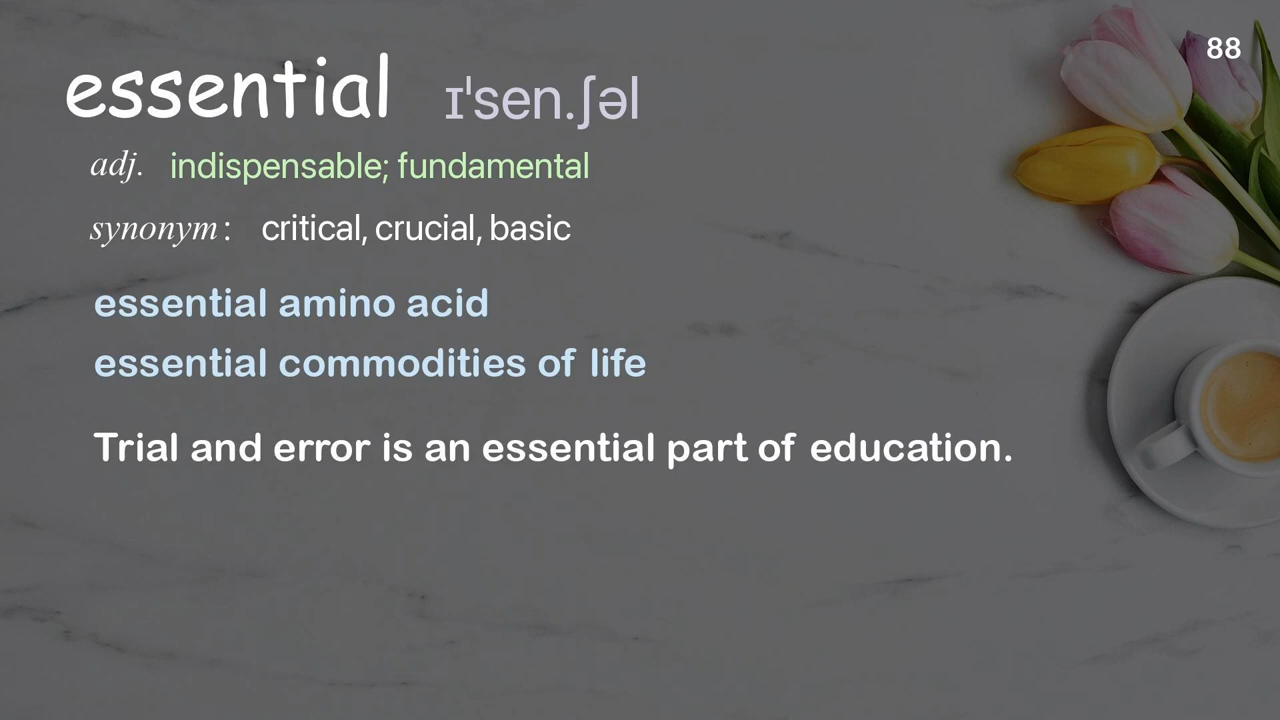 88
essential ɪˈsen.ʃəl
adj. indispensable; fundamental
synonym: critical, crucial, basic
essential amino acid
essential commodities of life
Trial and error is an essential part of education.